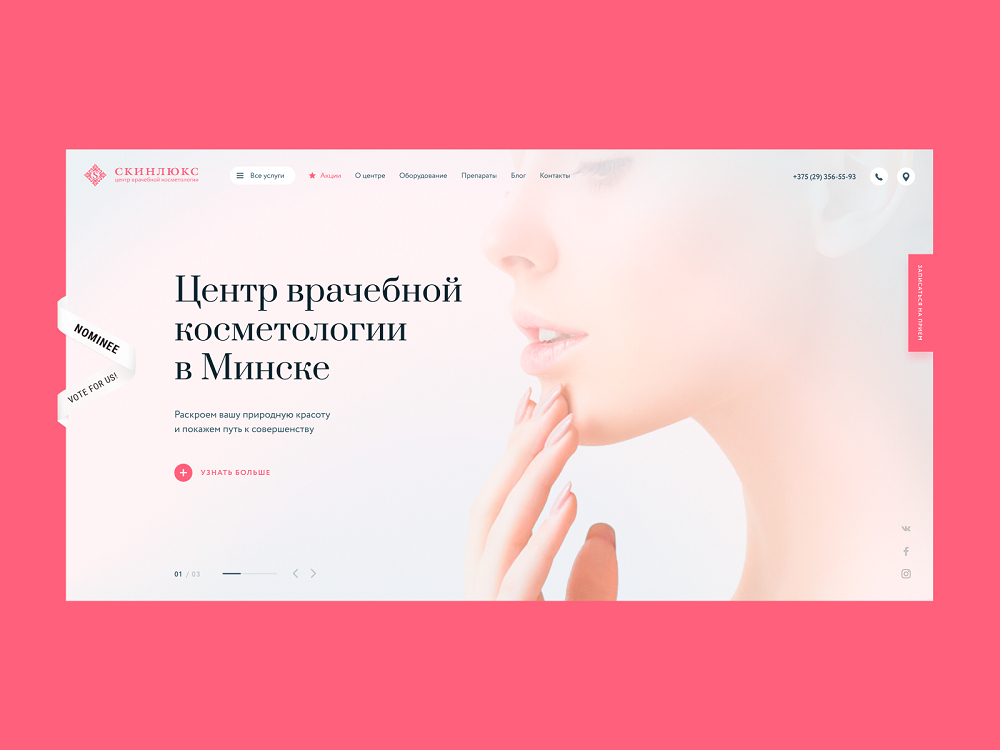 СКИНЛЮКС
центр врачебной косметологии
Все услуги
Акции
О центре
Оборудование
Препараты
Блог
Контакты
+375 (29) 356-55-93
Центр врачебной
косметологии
в Минске
NOMINEE
VOTE FOR US!
Раскроем вашу природную красоту
и покажем путь к совершенству
УЗНАТЬ БОЛЬШЕ
ЗАПИСАТЬСЯ НА ПРИЕМ
01 / 03